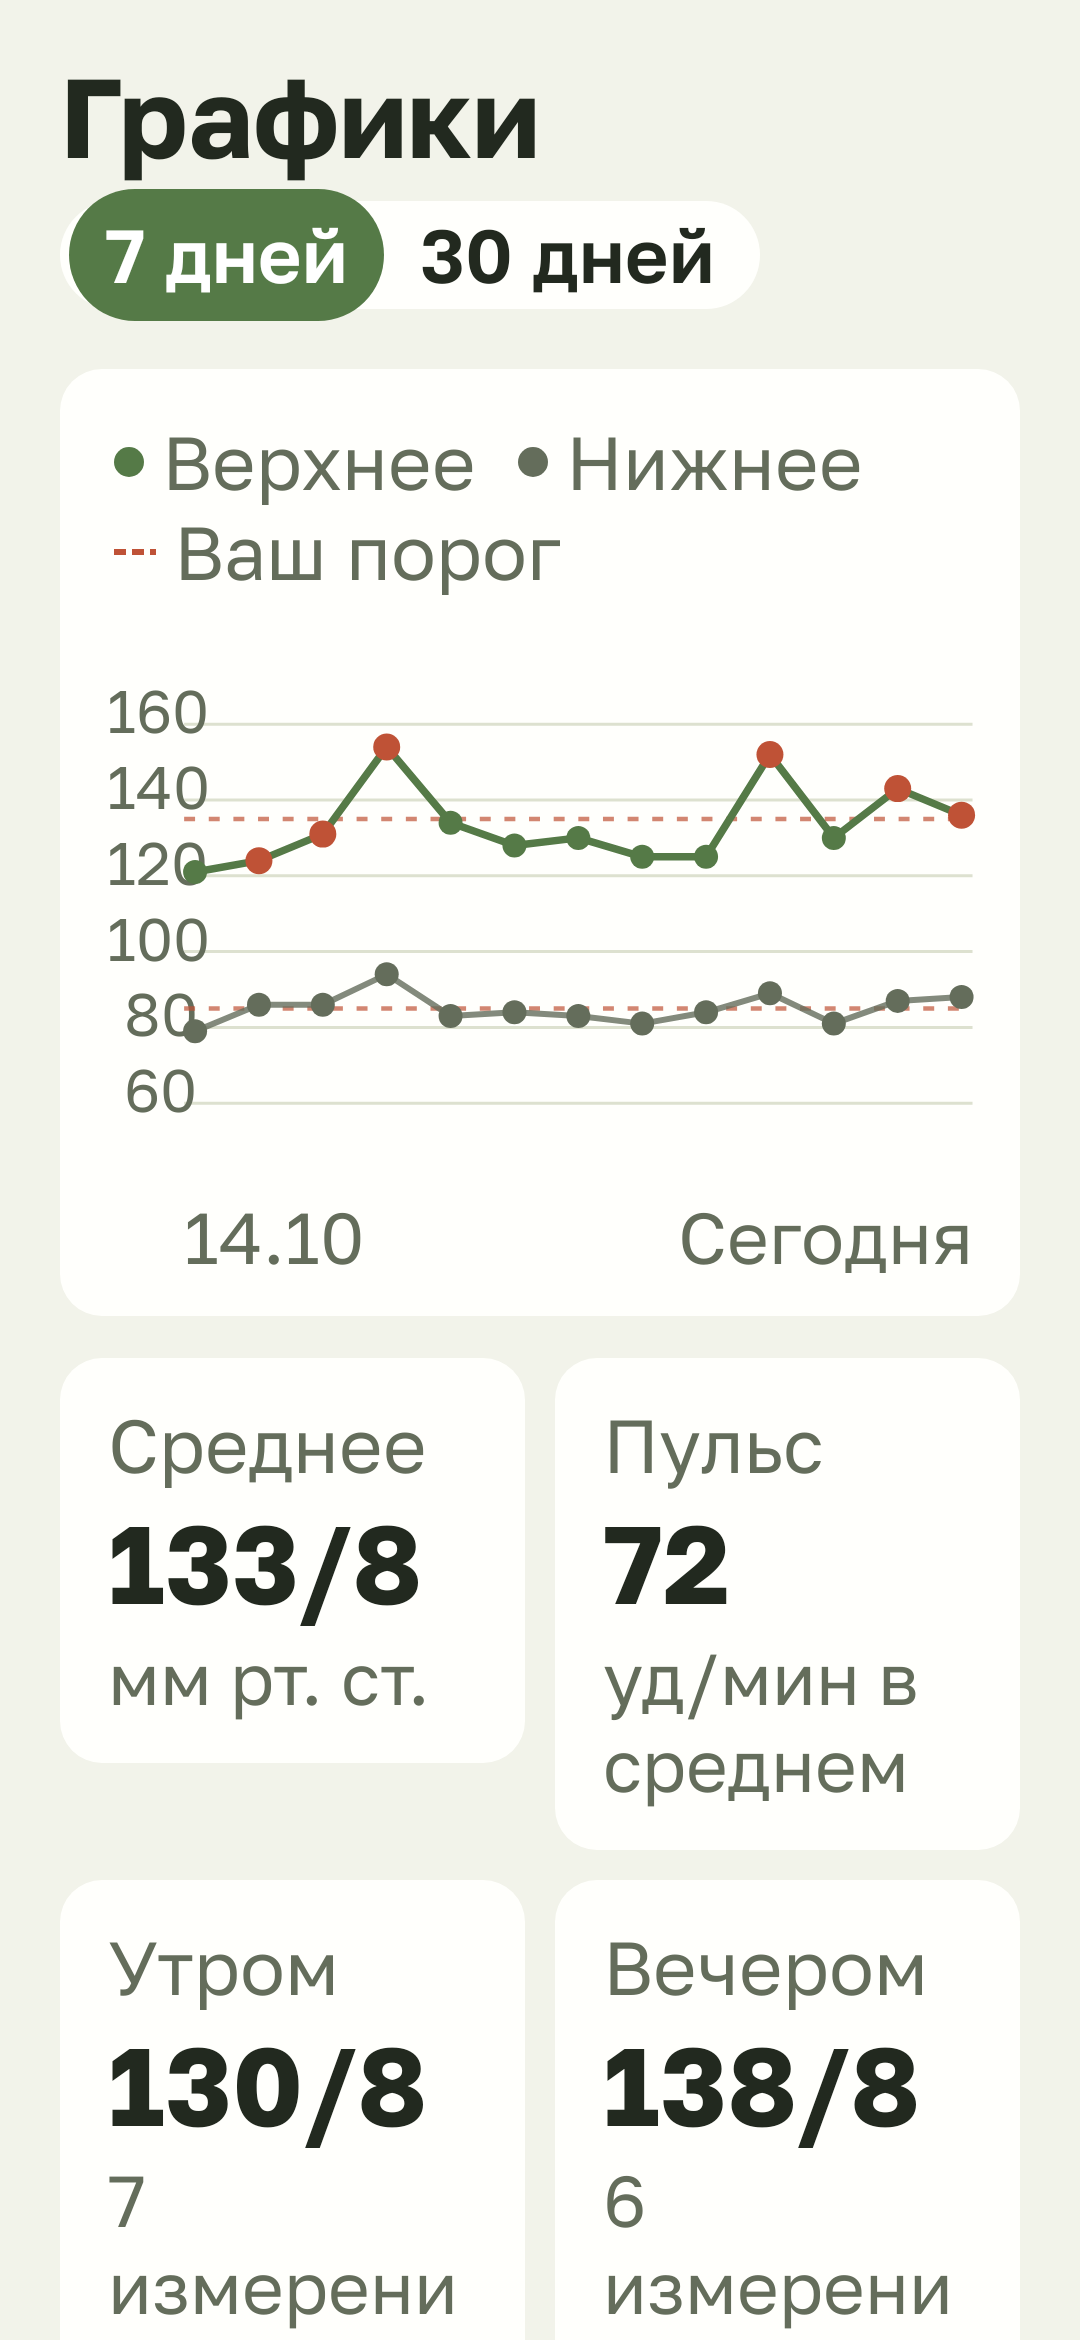 Графики
7 дней 30 дней
Верхнее Нижнее
Ваш порог
160
140
120
100
80
60
14.10 Сегодня
Среднее Пульс
133/8 72
мм рт. ст. уд/мин в
среднем
Утром Вечером
130/8 138/8
7 6
измерени измерени